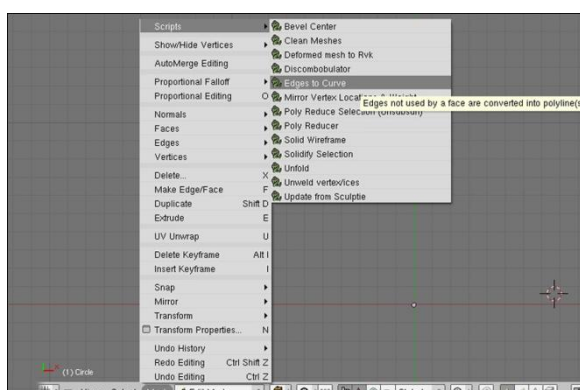 Scripts
Show/Hide Vertices
AutoMerge Editing
Proportional Falloff
Proportional Editing O
Normals
Faces
Edges
Vertices
Delete... X
Make Edge/Face F
Duplicate Shift D
Extrude E
UV Unwrap U
Delete Keyframe Alt I
Insert Keyframe I
Snap
Mirror
Transform
Transform Properties... N
Undo History
Redo Editing Ctrl Shift Z
Undo Editing Ctrl Z
Bevel Center
Clean Meshes
Deformed mesh to Rvk
Discombobulator
Edges to Curve
Mirror Vertex Locations & Weight
Edges not used by a face are converted into polyline(s
Poly Reduce Selection (Unsubsurf)
Poly Reducer
Solid Wireframe
Solidify Selection
Unfold
Unweld vertex/ices
Update from Sculptie
(1) Circle